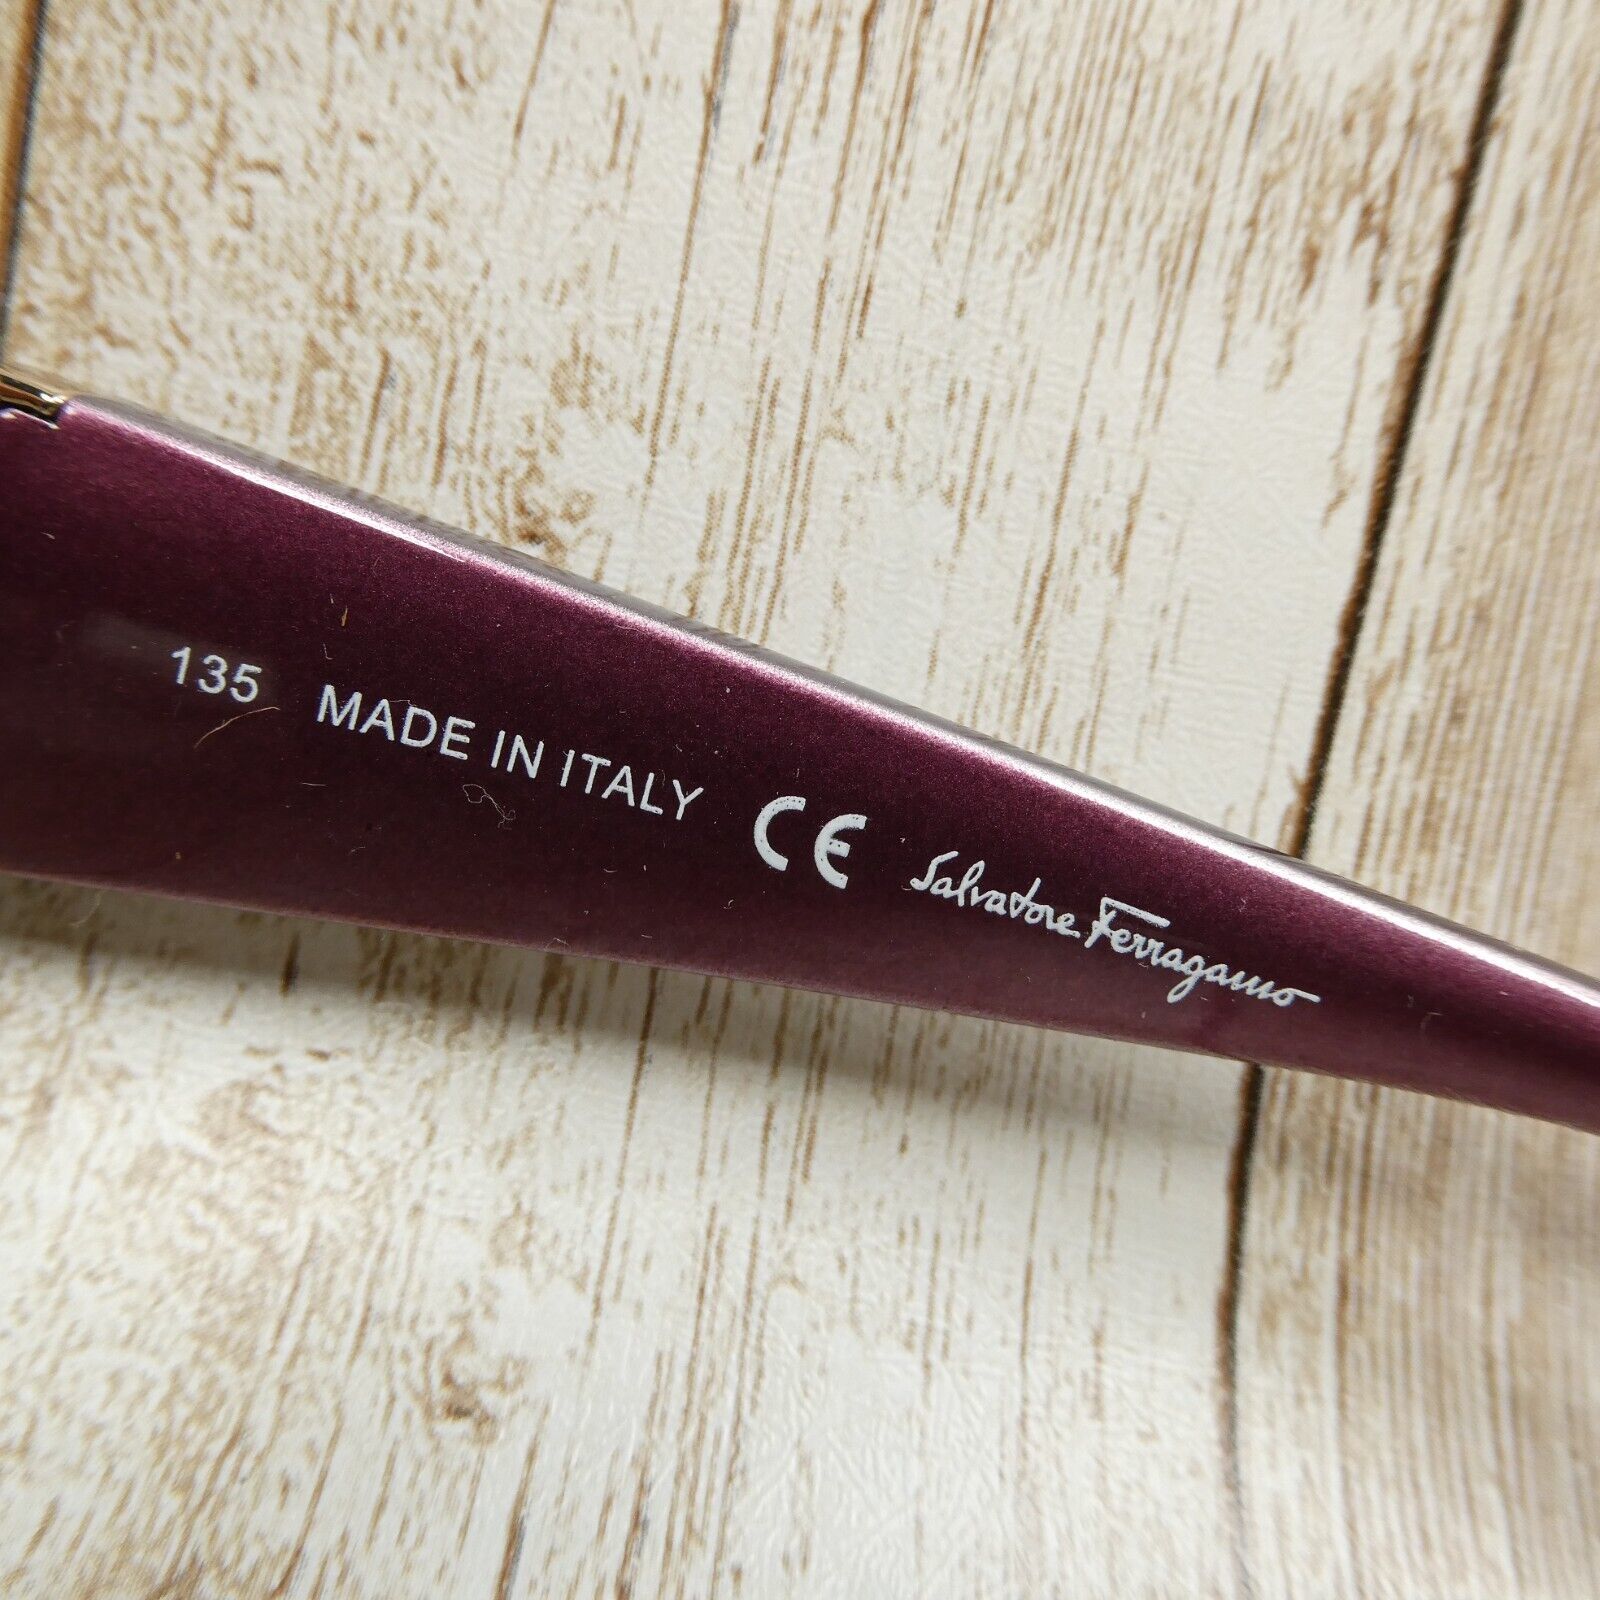 135 MADE IN ITALY CE Salvatore Ferragamo